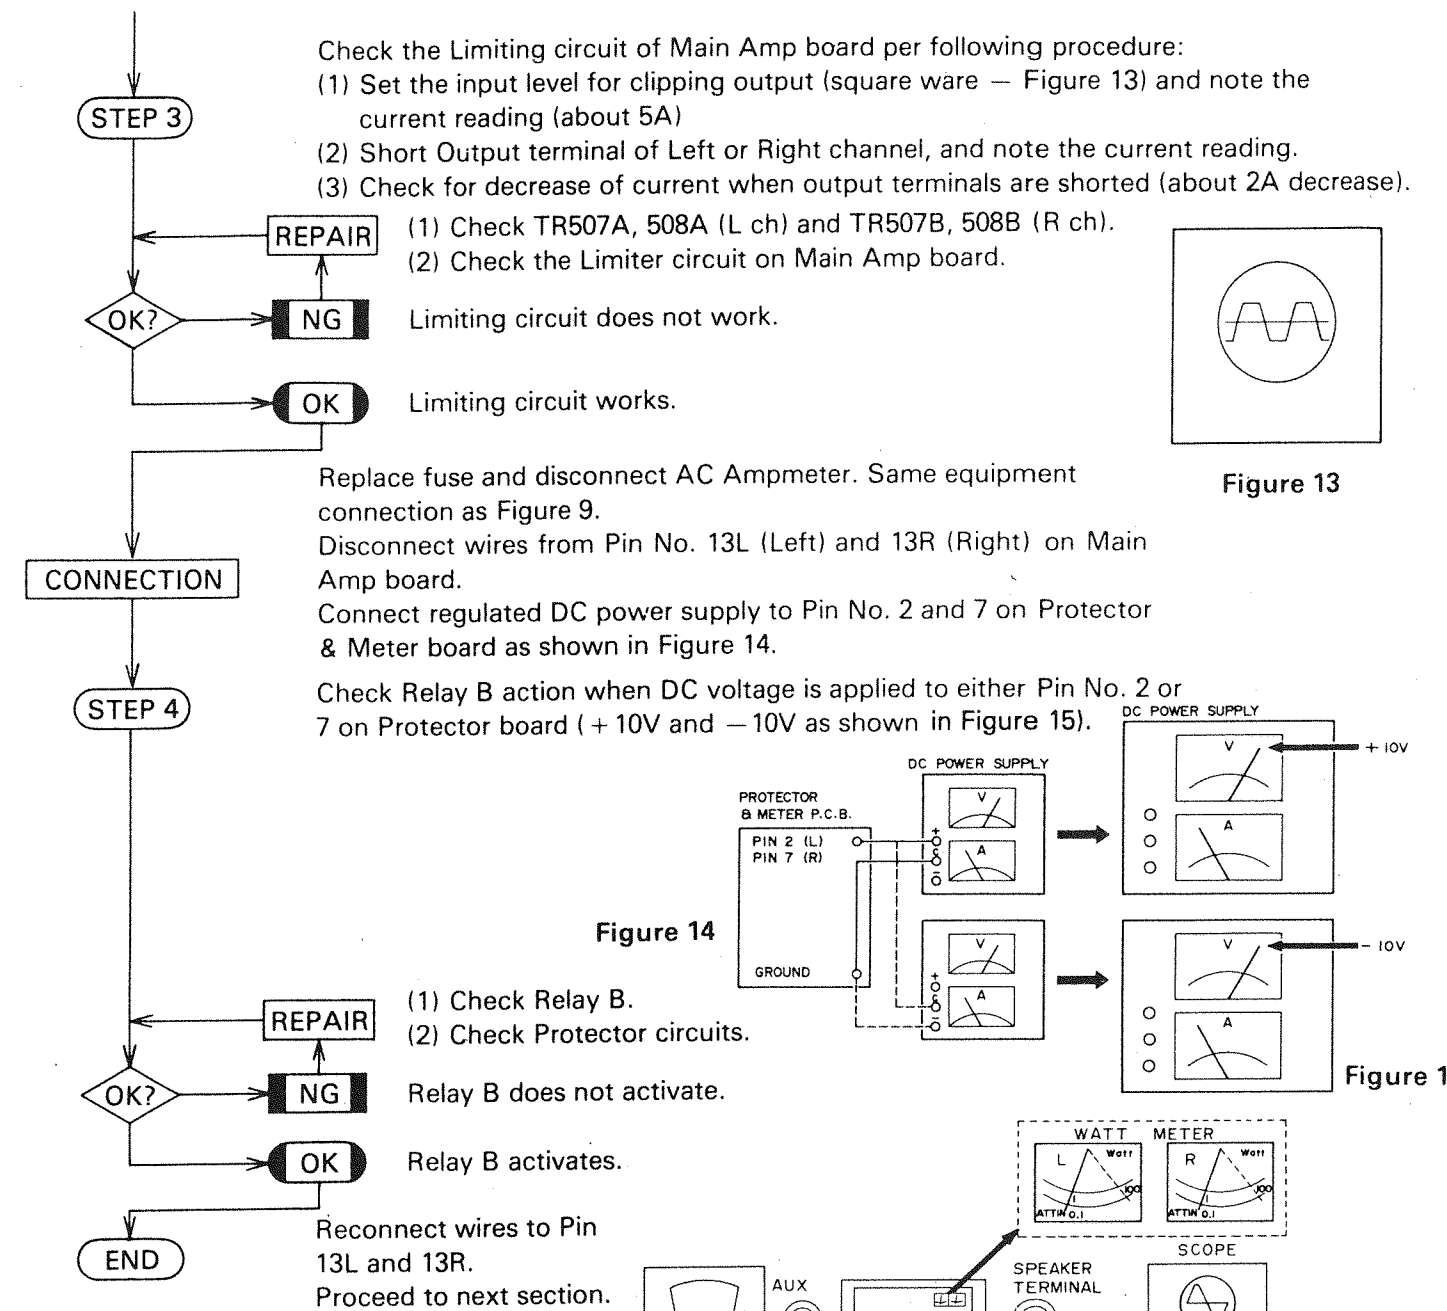 Check the Limiting circuit of Main Amp board per following procedure:
(1) Set the input level for clipping output (square ware — Figure 13) and note the
current reading (about 5A)
(2) Short Output terminal of Left or Right channel, and note the current reading.
(3) Check for decrease of current when output terminals are shorted (about 2A decrease).
STEP 3
REPAIR
(1) Check TR507A, 508A (L ch) and TR507B, 508B (R ch).
(2) Check the Limiter circuit on Main Amp board.
OK?
NG
Limiting circuit does not work.
OK
Limiting circuit works.
Figure 13
Replace fuse and disconnect AC Ampmeter. Same equipment
connection as Figure 9.
Disconnect wires from Pin No. 13L (Left) and 13R (Right) on Main
Amp board.
Connect regulated DC power supply to Pin No. 2 and 7 on Protector
& Meter board as shown in Figure 14.
CONNECTION
STEP 4
Check Relay B action when DC voltage is applied to either Pin No. 2 or
7 on Protector board (+10V and —10V as shown in Figure 15).
DC POWER SUPPLY
V
+ 10V
A
DC POWER SUPPLY
V
+
C
A
-
PROTECTOR
& METER P.C.B.
PIN 2 (L)
PIN 7 (R)
GROUND
Figure 14
V
+
C
A
-
V
- 10V
A
Figure 1
REPAIR
(1) Check Relay B.
(2) Check Protector circuits.
OK?
NG
Relay B does not activate.
OK
Relay B activates.
END
Reconnect wires to Pin
13L and 13R.
Proceed to next section.
WATT METER
L
Watt
100
ATTIN 0.1
1
R
Watt
100
ATTIN 0.1
1
AUX
SPEAKER
TERMINAL
SCOPE